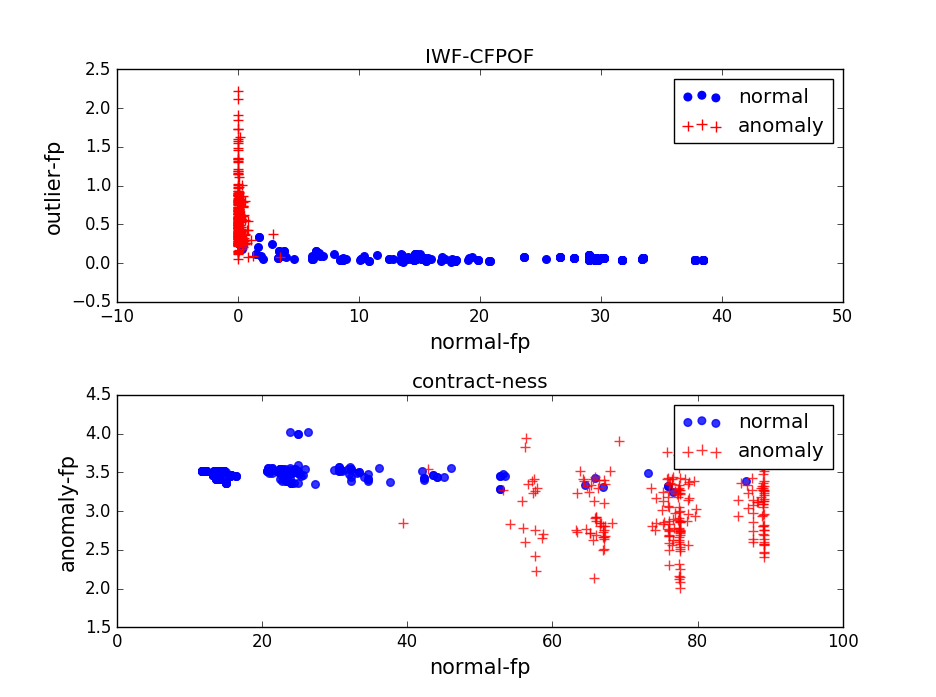 IWF-CFPOF
2.5
2.0
1.5
1.0
0.5
0.0
−0.5
outlier-fp
normal
anomaly
−10
0
10
20
30
40
50
normal-fp
contract-ness
4.5
4.0
3.5
3.0
2.5
2.0
1.5
anomaly-fp
normal
anomaly
0
20
40
60
80
100
normal-fp